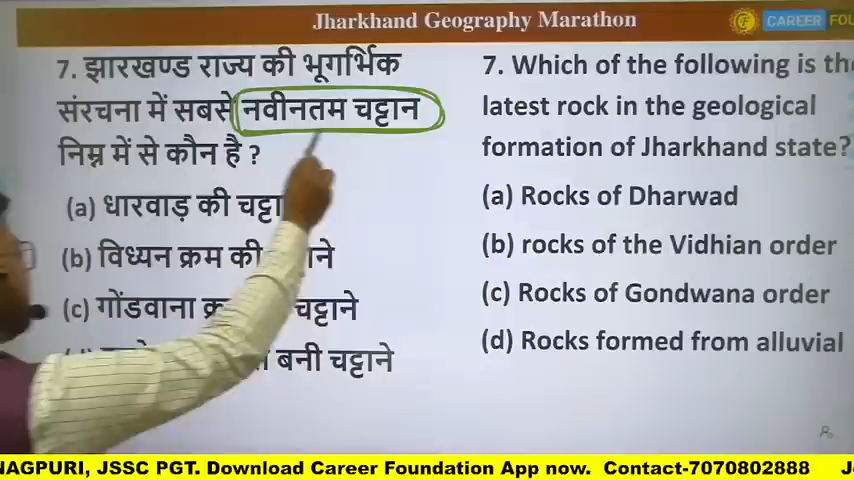 Jharkhand Geography Marathon
CAREER FOU
7. झारखण्ड राज्य की भूगर्भिक
संरचना में सबसे नवीनतम चट्टान
निम्न में से कौन है ?
(a) धारवाड़ की
(b) विध्यन क्रम की
(c) गोंडवाना चट्टाने
बनी चट्टाने
7. Which of the following is the
latest rock in the geological
formation of Jharkhand state?
(a) Rocks of Dharwad
(b) rocks of the Vidhian order
(c) Rocks of Gondwana order
(d) Rocks formed from alluvial
NAGPURI, JSSC PGT. Download Career Foundation App now. Contact-7070802888